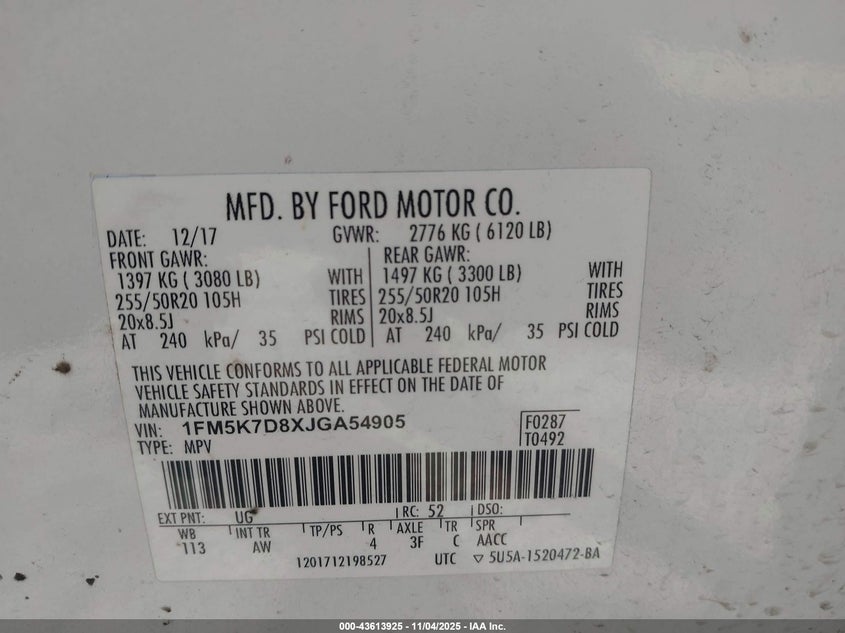 MFD. BY FORD MOTOR CO.
DATE: 12/17 GVWR: 2776 KG ( 6120 LB)
FRONT GAWR: REAR GAWR:
1397 KG ( 3080 LB) WITH 1497 KG ( 3300 LB) WITH
255/50R20 105H TIRES 255/50R20 105H TIRES
20x8.5J RIMS 20x8.5J RIMS
AT 240 kPa/ 35 PSI COLD AT 240 kPa/ 35 PSI COLD
THIS VEHICLE CONFORMS TO ALL APPLICABLE FEDERAL MOTOR
VEHICLE SAFETY STANDARDS IN EFFECT ON THE DATE OF
MANUFACTURE SHOWN ABOVE.
VIN: 1FM5K7D8XJGA54905 F0287
TYPE: MPV T0492
EXT PNT: UG RC: 52 DSO:
WB INT TR TP/PS R AXLE TR SPR
113 AW 4 3F C AACC
1201712198527 UTC ▽ 5U5A-1520472-BA
000-43613925 - 11/04/2025 - IAA Inc.